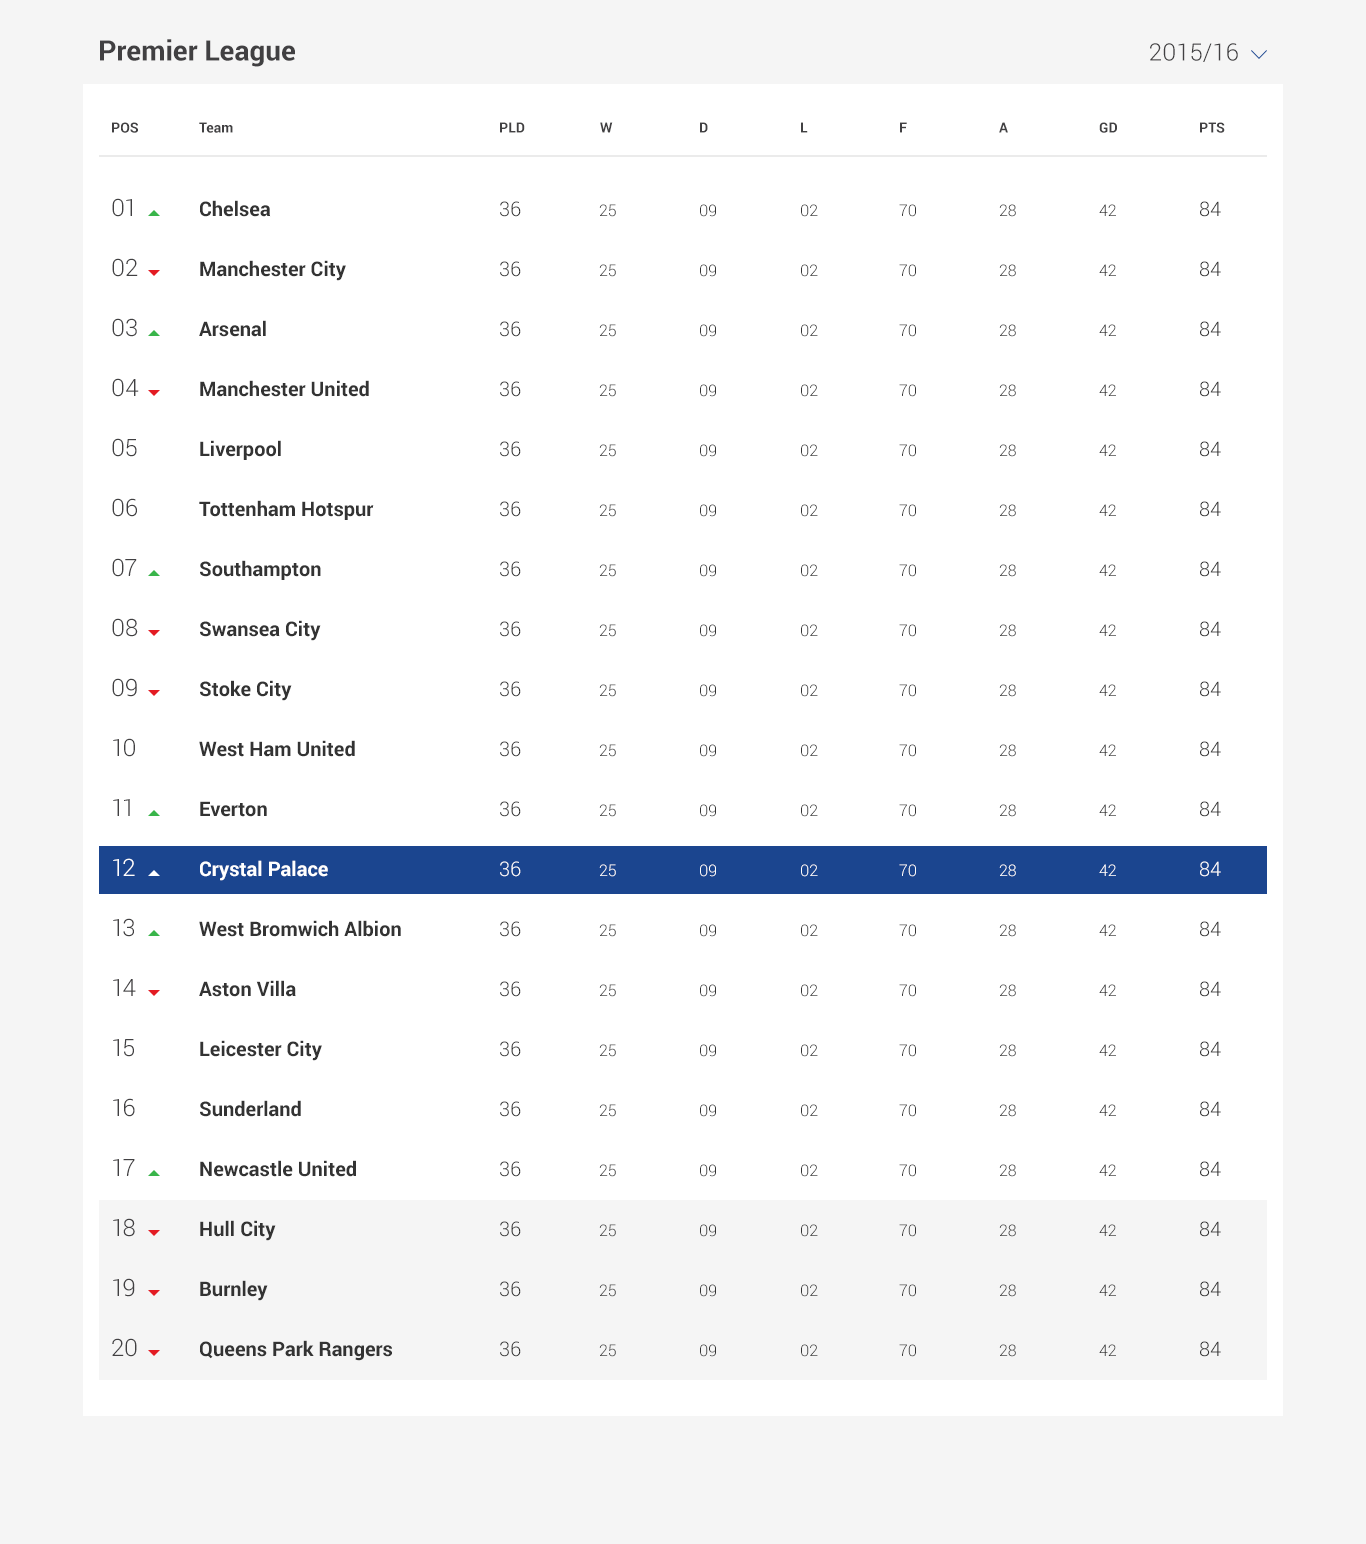 Premier League 2015/16
POS Team PLD W D L F A GD PTS
01 Chelsea 36 25 09 02 70 28 42 84
02 Manchester City 36 25 09 02 70 28 42 84
03 Arsenal 36 25 09 02 70 28 42 84
04 Manchester United 36 25 09 02 70 28 42 84
05 Liverpool 36 25 09 02 70 28 42 84
06 Tottenham Hotspur 36 25 09 02 70 28 42 84
07 Southampton 36 25 09 02 70 28 42 84
08 Swansea City 36 25 09 02 70 28 42 84
09 Stoke City 36 25 09 02 70 28 42 84
10 West Ham United 36 25 09 02 70 28 42 84
11 Everton 36 25 09 02 70 28 42 84
12 Crystal Palace 36 25 09 02 70 28 42 84
13 West Bromwich Albion 36 25 09 02 70 28 42 84
14 Aston Villa 36 25 09 02 70 28 42 84
15 Leicester City 36 25 09 02 70 28 42 84
16 Sunderland 36 25 09 02 70 28 42 84
17 Newcastle United 36 25 09 02 70 28 42 84
18 Hull City 36 25 09 02 70 28 42 84
19 Burnley 36 25 09 02 70 28 42 84
20 Queens Park Rangers 36 25 09 02 70 28 42 84